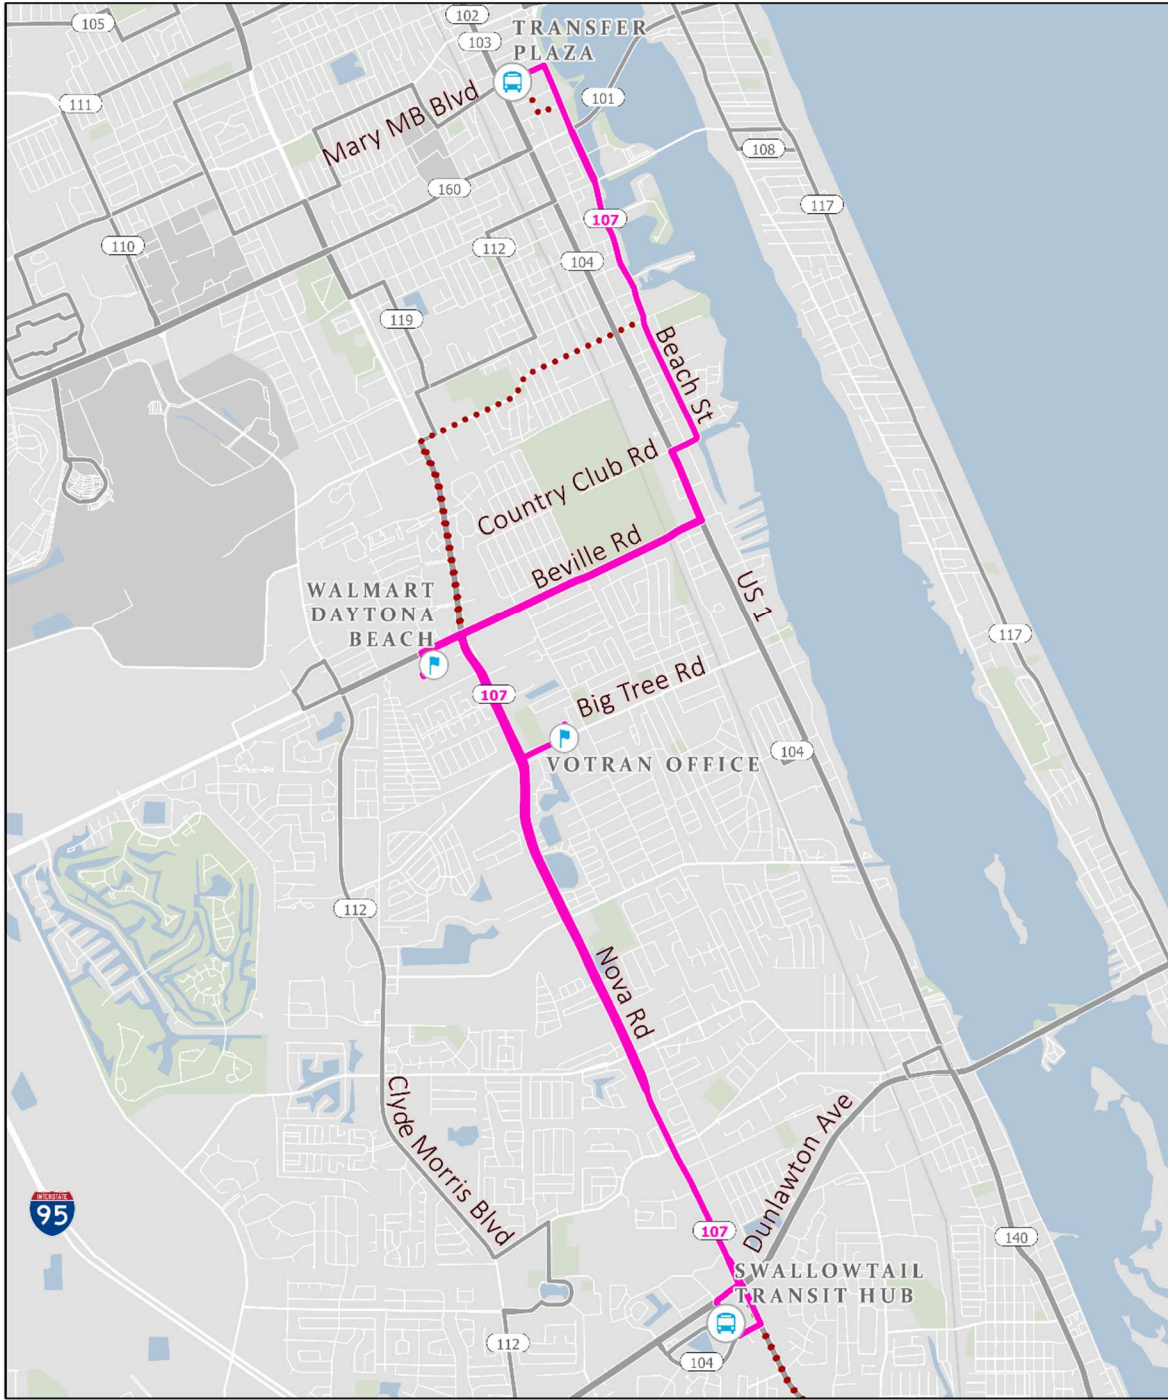 102
105
TRANSFER
PLAZA
103
111
101
Mary MB Blvd
108
160
117
107
110
112
104
119
Beach St
Country Club Rd
Beville Rd
WALMART
DAYTONA
BEACH
US 1
117
107
Big Tree Rd
104
VOTRAN OFFICE
112
Nova Rd
Clyde Morris Blvd
Dunlawton Ave
INTERSTATE
95
107
140
SWALLOWTAIL
TRANSIT HUB
112
104